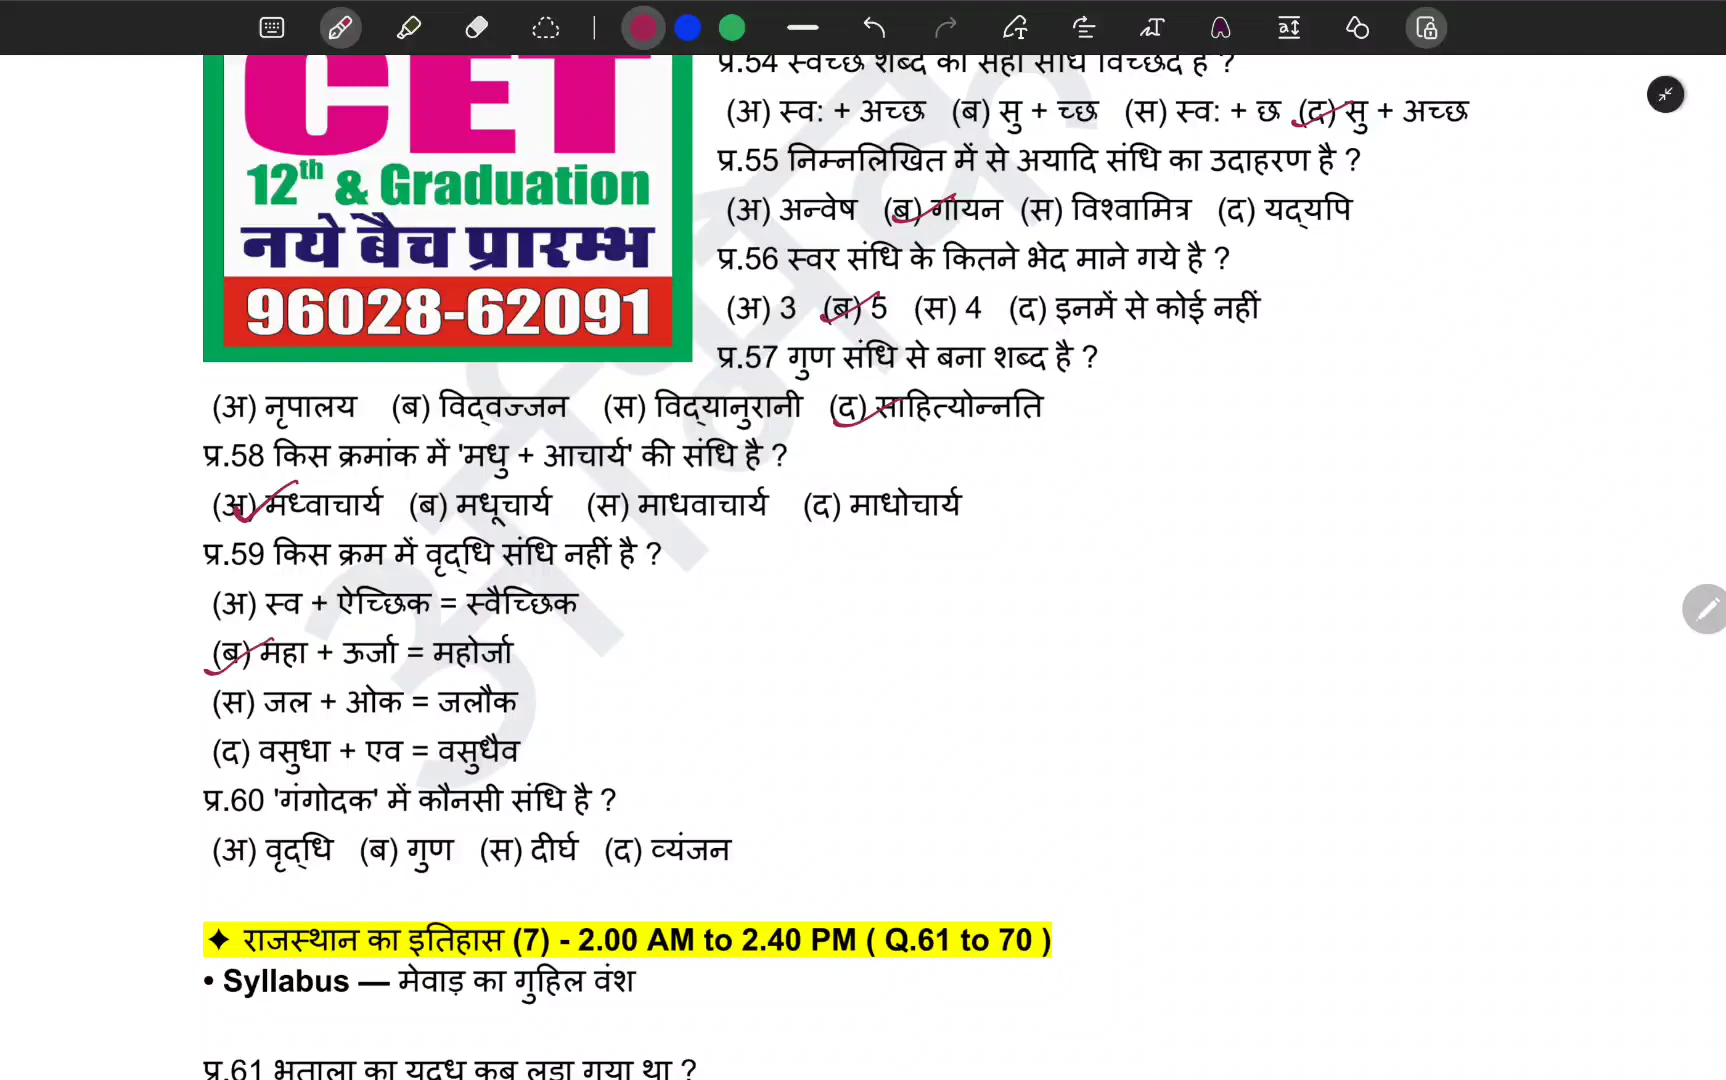 CET
12th & Graduation
नये बैच प्रारम्भ
96028-62091
प्र.54 स्वच्छ शब्द का सही संधि विच्छेद है ?
(अ) स्व: + अच्छ (ब) सु + च्छ (स) स्व: + छ (द) सु + अच्छ
प्र.55 निम्नलिखित में से अयादि संधि का उदाहरण है ?
(अ) अन्वेष (ब) गायन (स) विश्वामित्र (द) यद्यपि
प्र.56 स्वर संधि के कितने भेद माने गये है ?
(अ) 3 (ब) 5 (स) 4 (द) इनमें से कोई नहीं
प्र.57 गुण संधि से बना शब्द है ?
(अ) नृपालय (ब) विद्वज्जन (स) विद्यानुरानी (द) साहित्योन्नति
प्र.58 किस क्रमांक में 'मधु + आचार्य' की संधि है ?
(अ) मध्वाचार्य (ब) मधूचार्य (स) माधवाचार्य (द) माधोचार्य
प्र.59 किस क्रम में वृद्धि संधि नहीं है ?
(अ) स्व + ऐच्छिक = स्वैच्छिक
(ब) महा + ऊर्जा = महोर्जा
(स) जल + ओक = जलौक
(द) वसुधा + एव = वसुधैव
प्र.60 'गंगोदक' में कौनसी संधि है ?
(अ) वृद्धि (ब) गुण (स) दीर्घ (द) व्यंजन
✦ राजस्थान का इतिहास (7) - 2.00 AM to 2.40 PM ( Q.61 to 70 )
• Syllabus — मेवाड़ का गुहिल वंश
प्र.61 भूताला का युद्ध कब लड़ा गया था ?